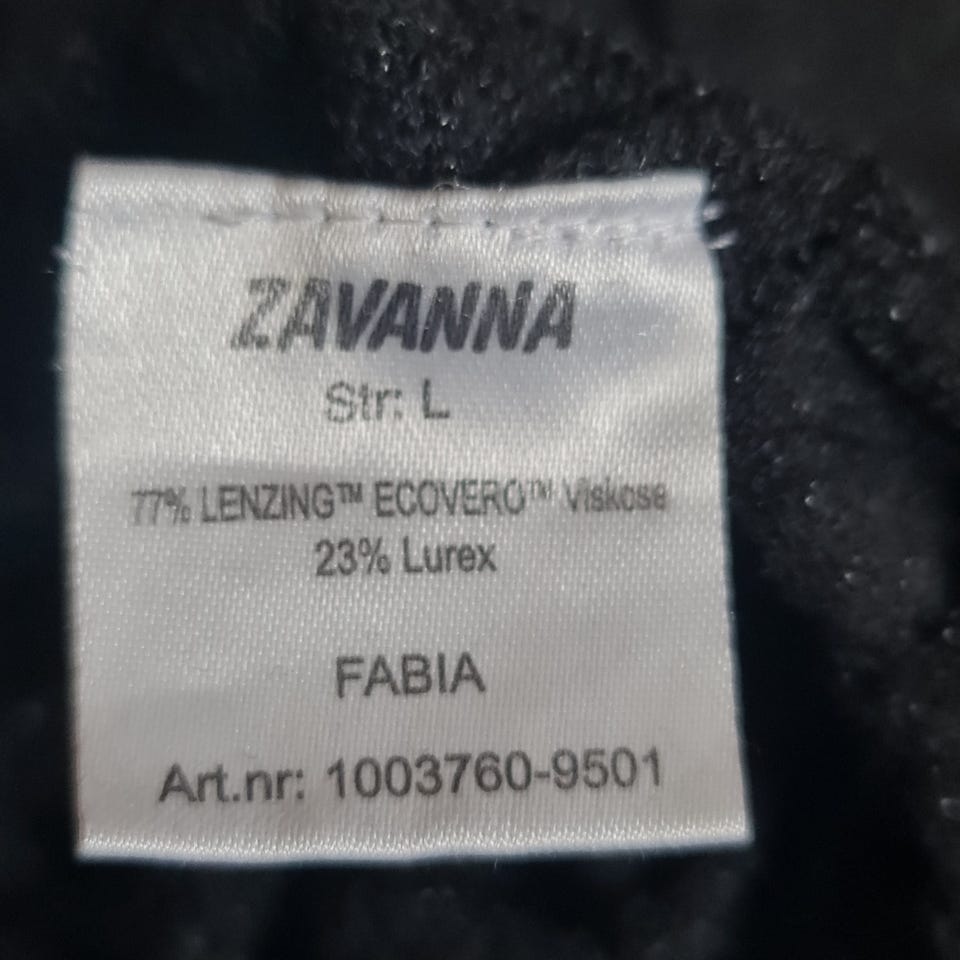 ZAVANNA
Str: L
77% LENZING™ ECOVERO™ Viskose
23% Lurex
FABIA
Art.nr: 1003760-9501